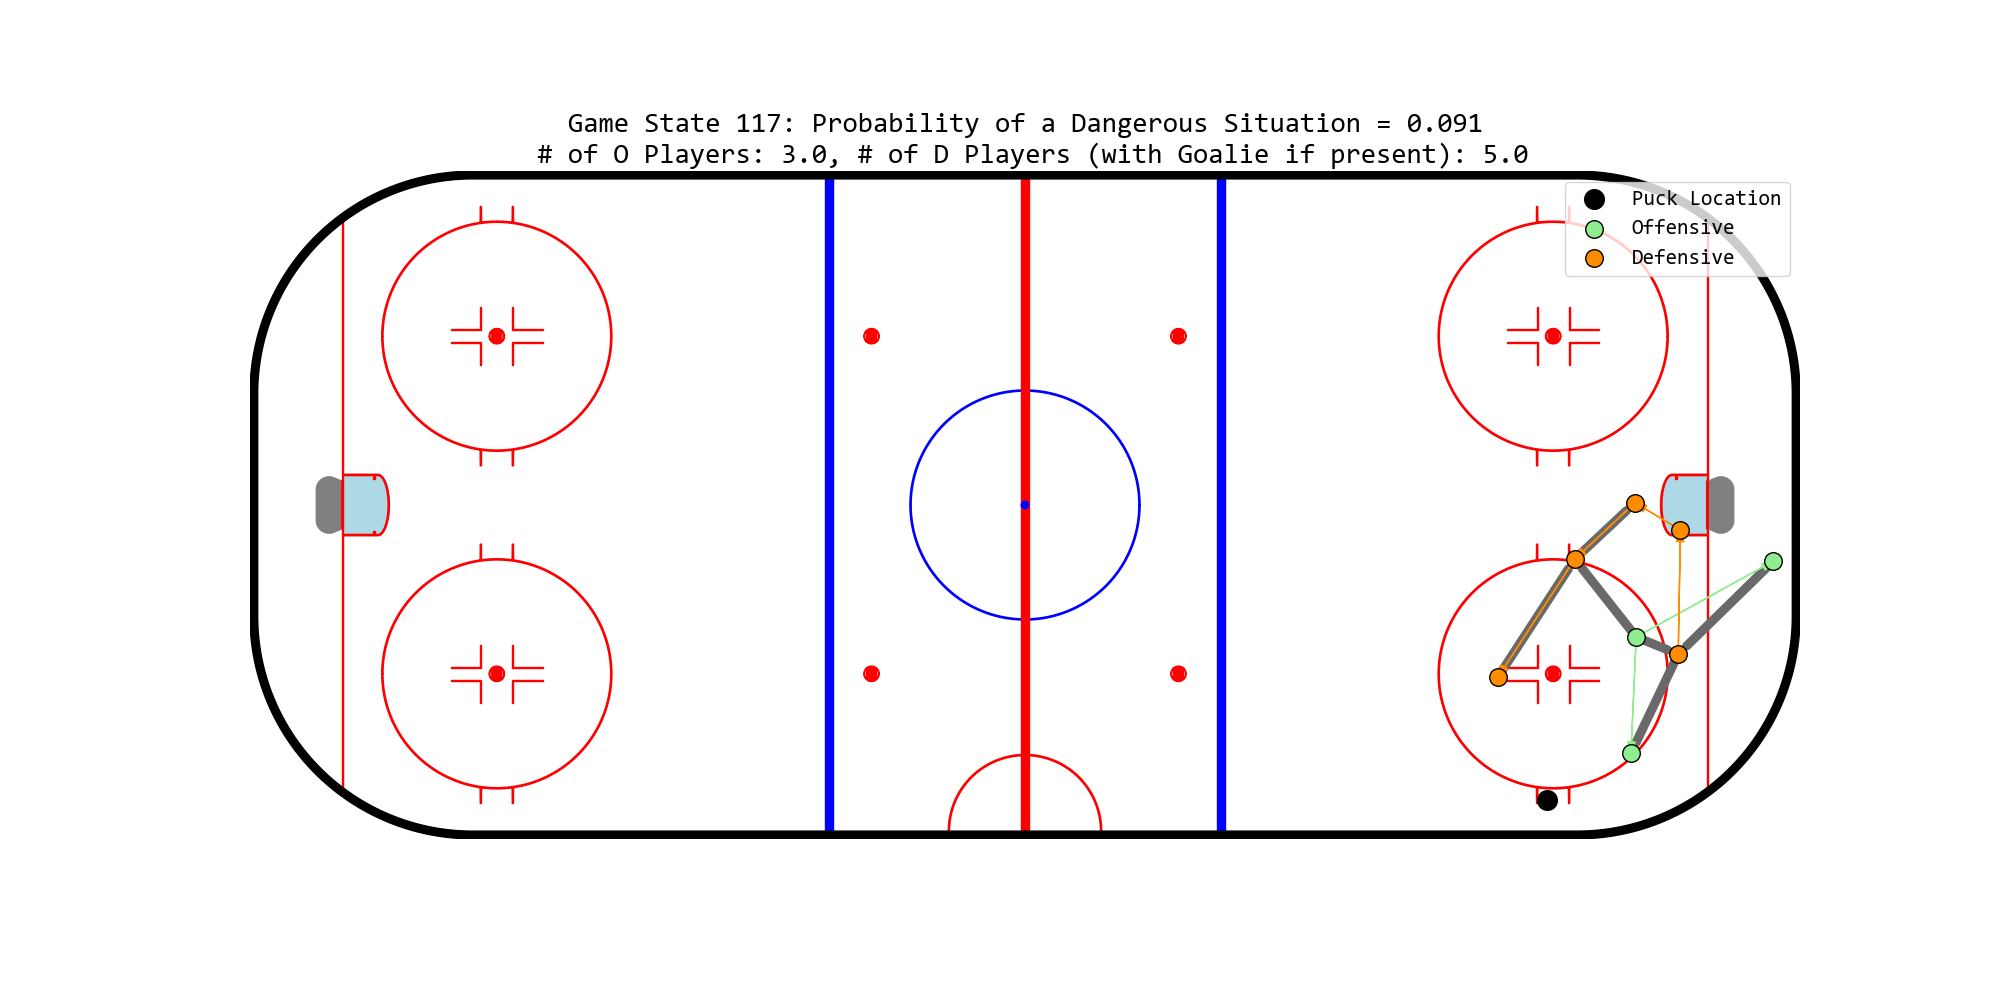 Game State 117: Probability of a Dangerous Situation = 0.091
# of O Players: 3.0, # of D Players (with Goalie if present): 5.0
Puck Location
Offensive
Defensive